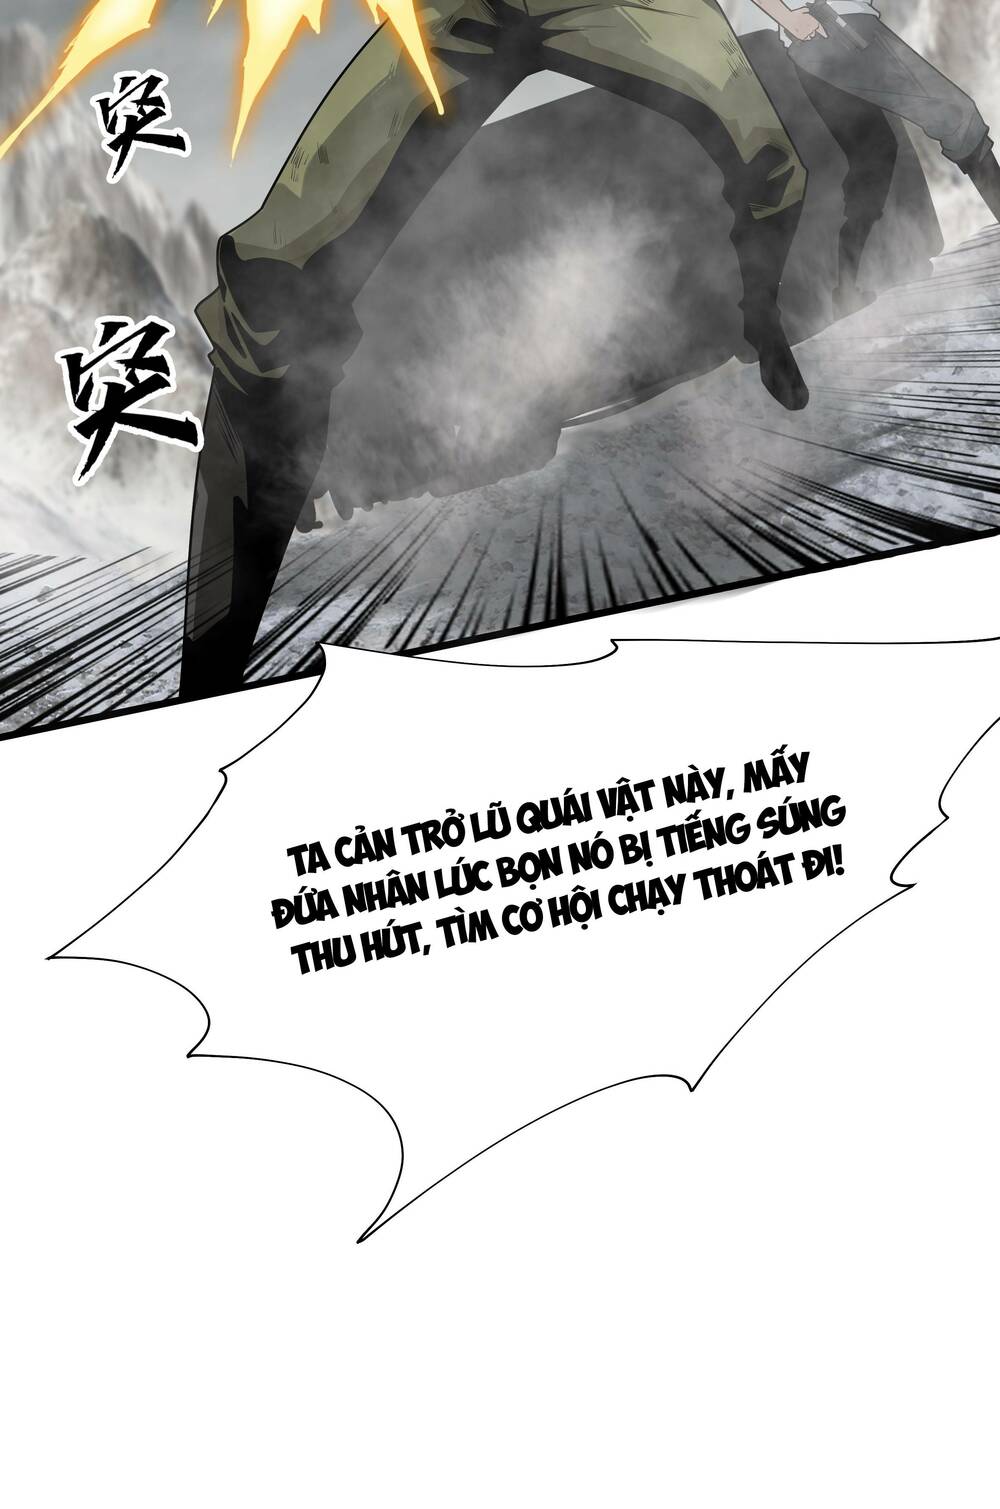 突
突
TA CẢN TRỞ LŨ QUÁI VẬT NÀY, MẤY
ĐỨA NHÂN LÚC BỌN NÓ BỊ TIẾNG SÚNG
THU HÚT, TÌM CƠ HỘI CHẠY THOÁT ĐI!